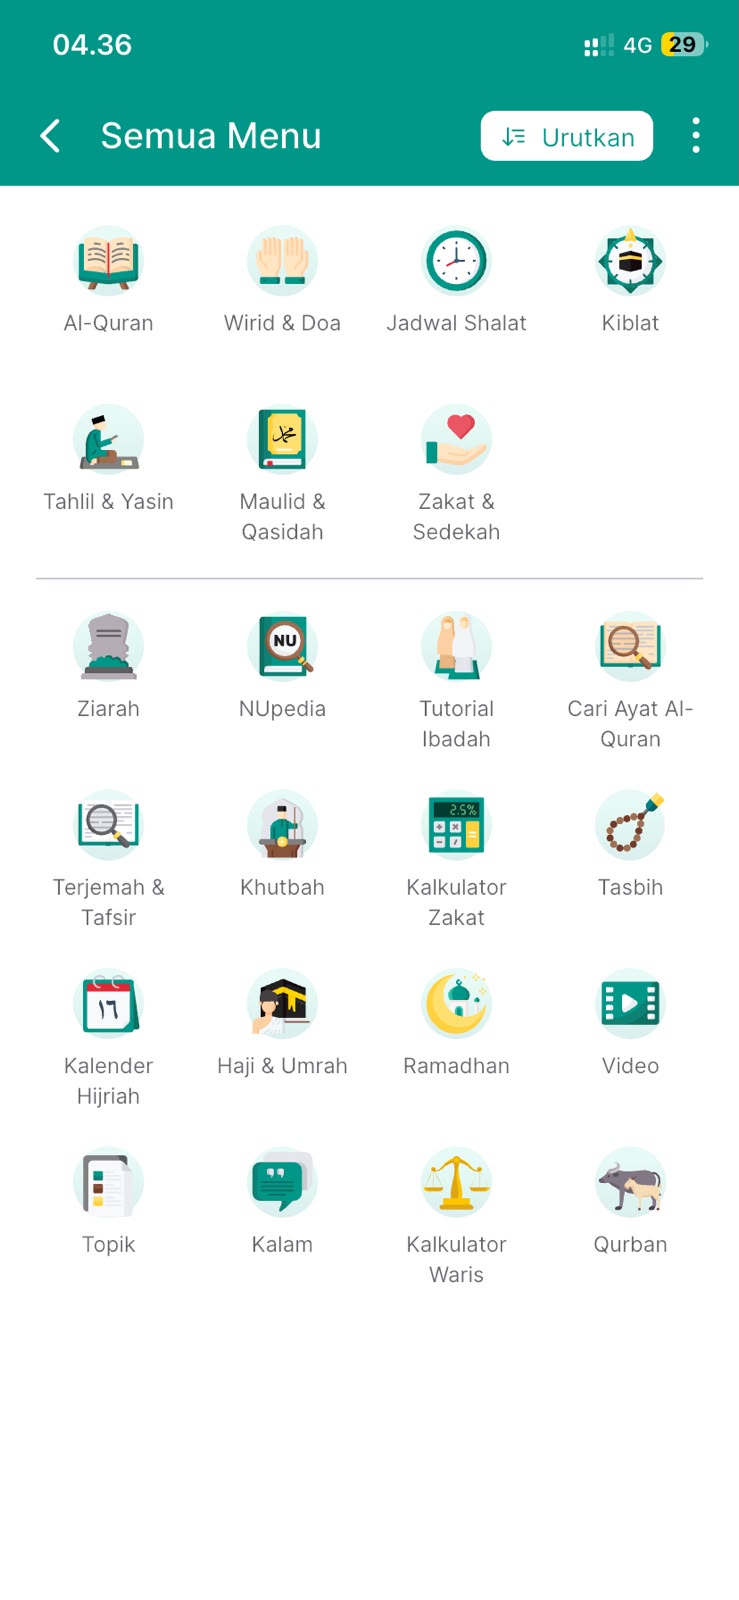 04.36
4G 29
Semua Menu
Urutkan
Al-Quran
Wirid & Doa
Jadwal Shalat
Kiblat
Tahlil & Yasin
محمد
Maulid &
Qasidah
Zakat &
Sedekah
Ziarah
NU
NUpedia
Tutorial
Ibadah
Cari Ayat Al-
Quran
Terjemah &
Tafsir
Khutbah
2.5%
Kalkulator
Zakat
Tasbih
١٦
Kalender
Hijriah
Haji & Umrah
Ramadhan
Video
Topik
Kalam
Kalkulator
Waris
Qurban